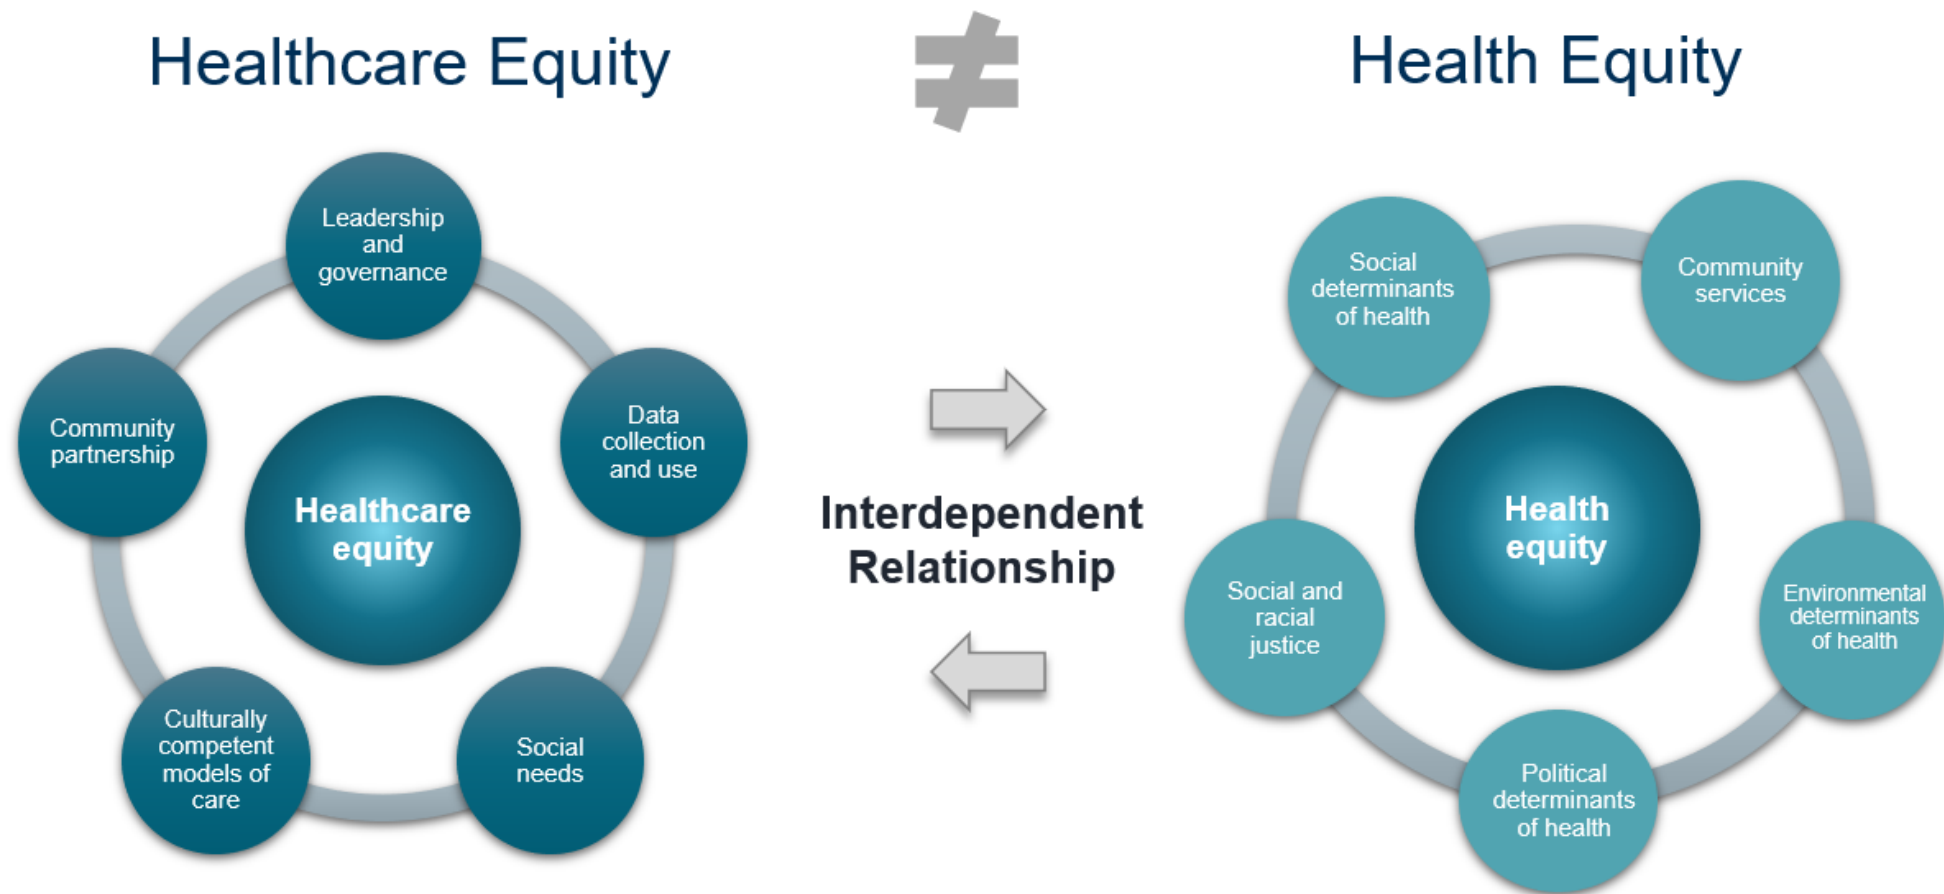 Healthcare Equity
≠
Health Equity
Leadership
and
governance
Data
collection
and use
Social
needs
Culturally
competent
models of
care
Community
partnership
Healthcare
equity
Interdependent
Relationship
Social
determinants
of health
Community
services
Environmental
determinants
of health
Political
determinants
of health
Social and
racial
justice
Health
equity